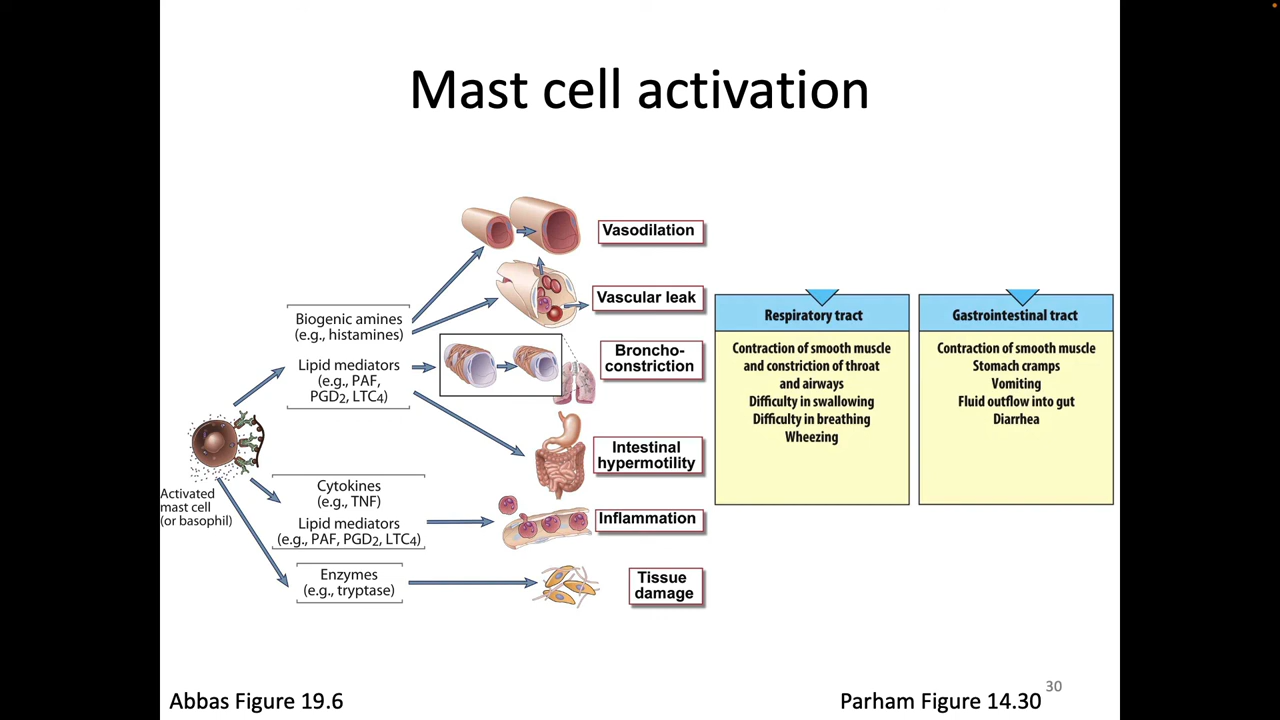 Mast cell activation
Vasodilation
Vascular leak
Biogenic amines
(e.g., histamines)
Lipid mediators
(e.g., PAF,
PGD2, LTC4)
Broncho-
constriction
Intestinal
hypermotility
Activated
mast cell
(or basophil)
Cytokines
(e.g., TNF)
Lipid mediators
(e.g., PAF, PGD2, LTC4)
Inflammation
Enzymes
(e.g., tryptase)
Tissue
damage
Respiratory tract
Contraction of smooth muscle
and constriction of throat
and airways
Difficulty in swallowing
Difficulty in breathing
Wheezing
Gastrointestinal tract
Contraction of smooth muscle
Stomach cramps
Vomiting
Fluid outflow into gut
Diarrhea
Abbas Figure 19.6
Parham Figure 14.30
30